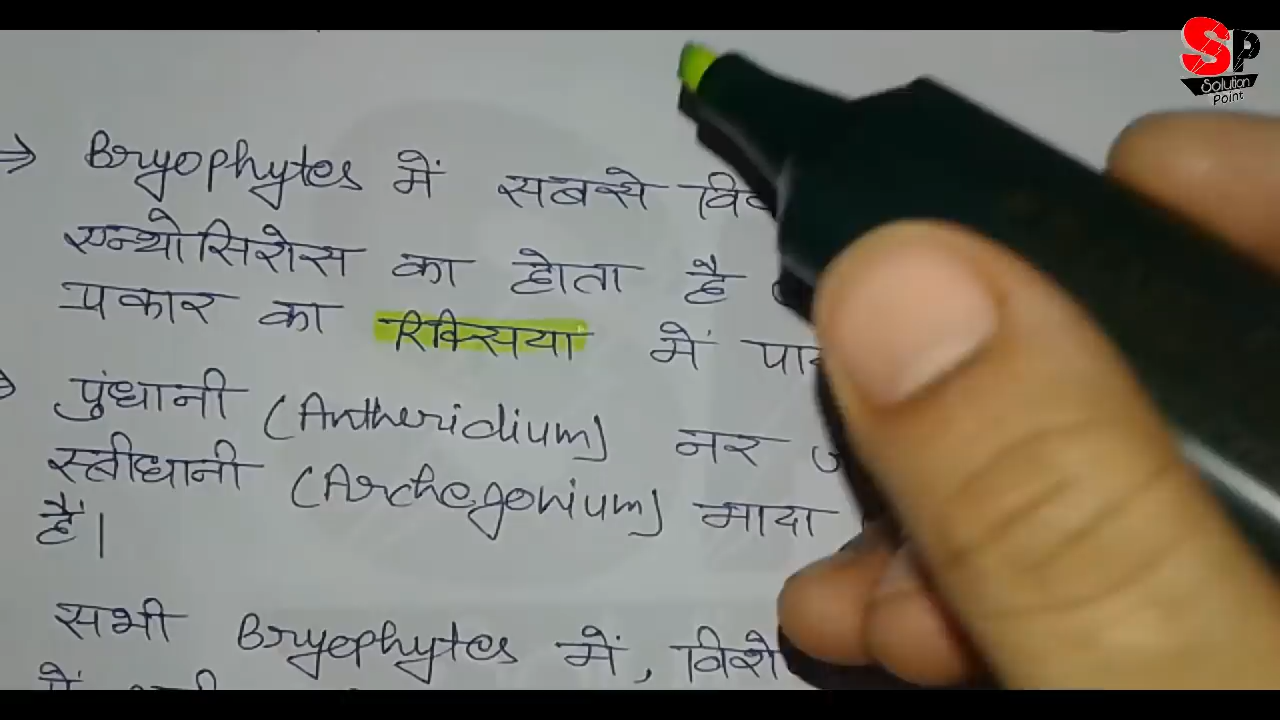 SP
Solution
Point
⇒ Bryophytes में सबसे
एन्थोसिरोस का होता है
प्रकार का रिक्सिया में
पुंधानी (Antheridium) नर
स्त्रीधानी (Archegonium) मादा
हैं।
सभी Bryophytes में,